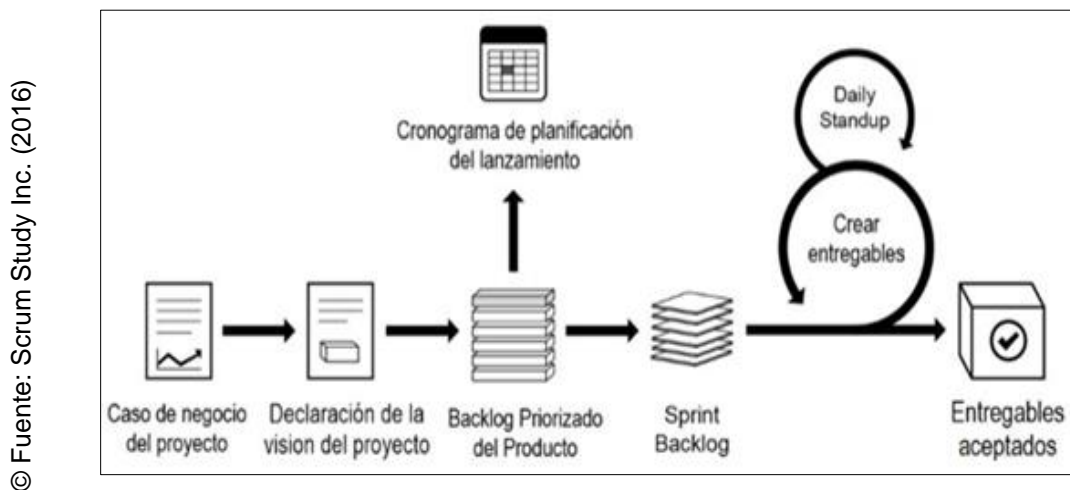 © Fuente: Scrum Study Inc. (2016)
Cronograma de planificación
del lanzamiento
Daily
Standup
Crear
entregables
Caso de negocio
del proyecto
Declaración de la
vision del proyecto
Backlog Priorizado
del Producto
Sprint
Backlog
Entregables
aceptados